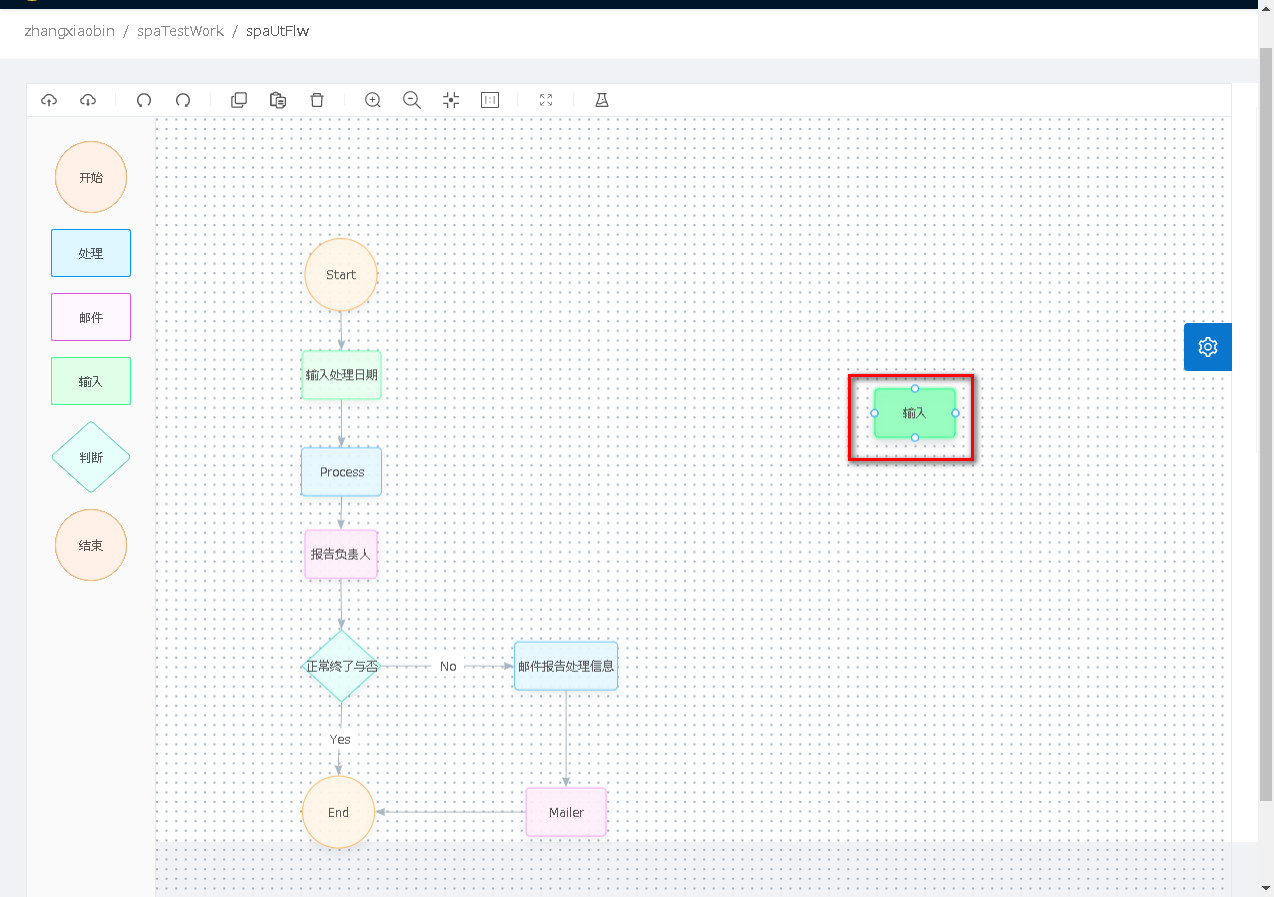 zhangxiaobin / spaTestWork / spaUtFlw
开始
处理
邮件
输入
判断
结束
Start
输入处理日期
Process
报告负责人
正常终了与否
No
邮件报告处理信息
Yes
End
Mailer
输入